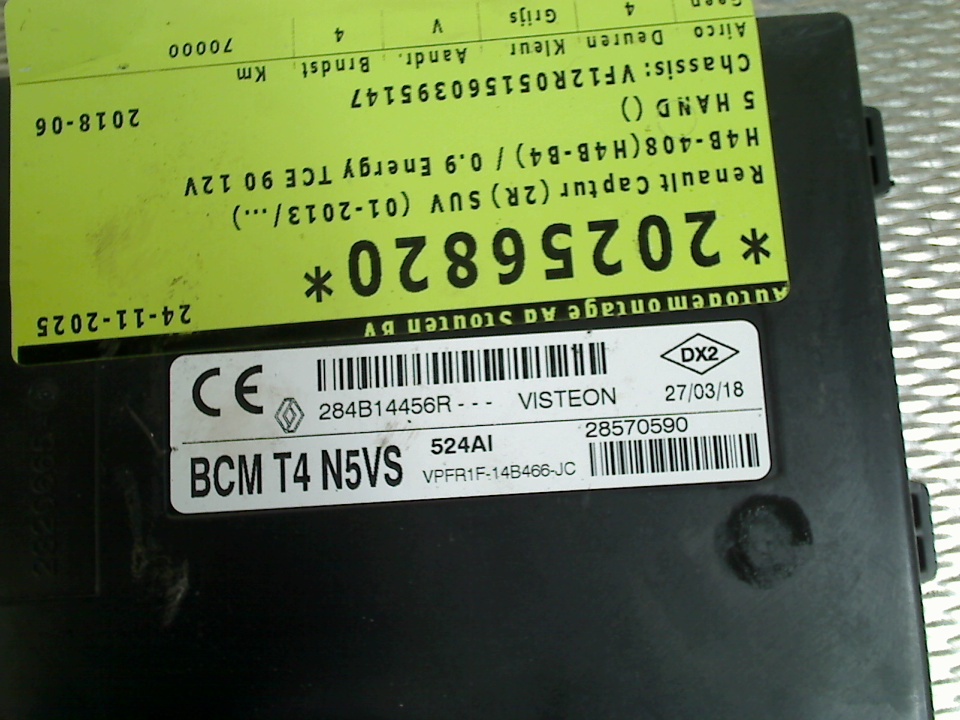 Autodemontage Ad Stouten BV
24-11-2025
*20256820*
Renault Captur (2R) SUV (01-2013/...)
H4B-408(H4B-B4) / 0.9 Energy TCE 90 12V
5 HAND ()
2018-06
Chassis: VF12R051560395147
Airco Deuren Kleur Aandr. Brndst. Km
Geen 4 Grijs V 4 70000
CE DX2
284B14456R--- VISTEON 27/03/18
524AI 28570590
BCM T4 N5VS VPFR1F-14B466-JC